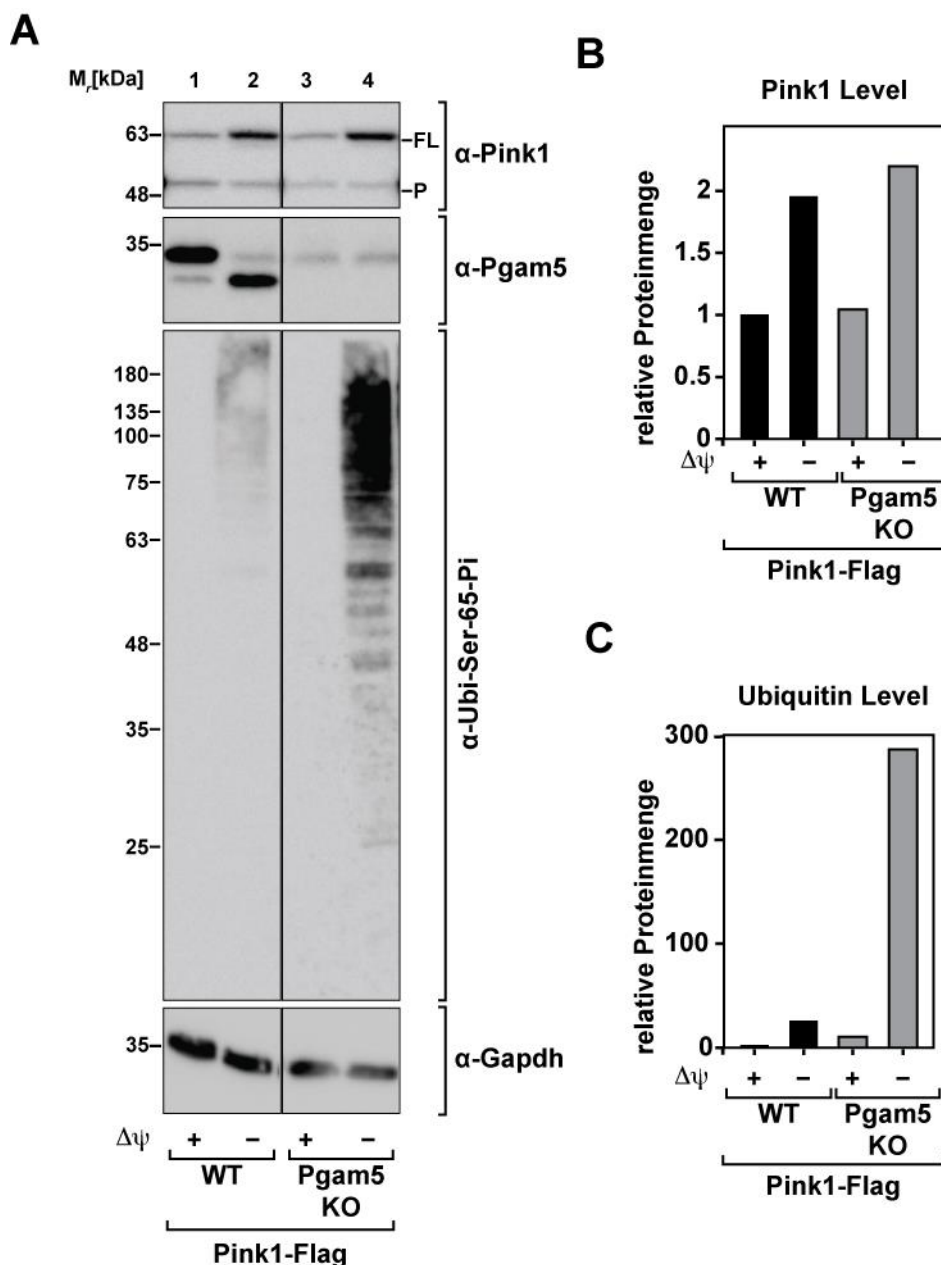 A
Mr[kDa] 1 2 3 4
63
FL
α-Pink1
P
48
35
α-Pgam5
180
135
100
75
63
α-Ubi-Ser-65-Pi
48
35
25
35
α-Gapdh
Δψ + − + −
WT Pgam5
KO
Pink1-Flag
B
Pink1 Level
relative Proteinmenge
2
1.5
1
0.5
0
Δψ + − + −
WT Pgam5
KO
Pink1-Flag
C
Ubiquitin Level
relative Proteinmenge
300
200
100
0
Δψ + − + −
WT Pgam5
KO
Pink1-Flag